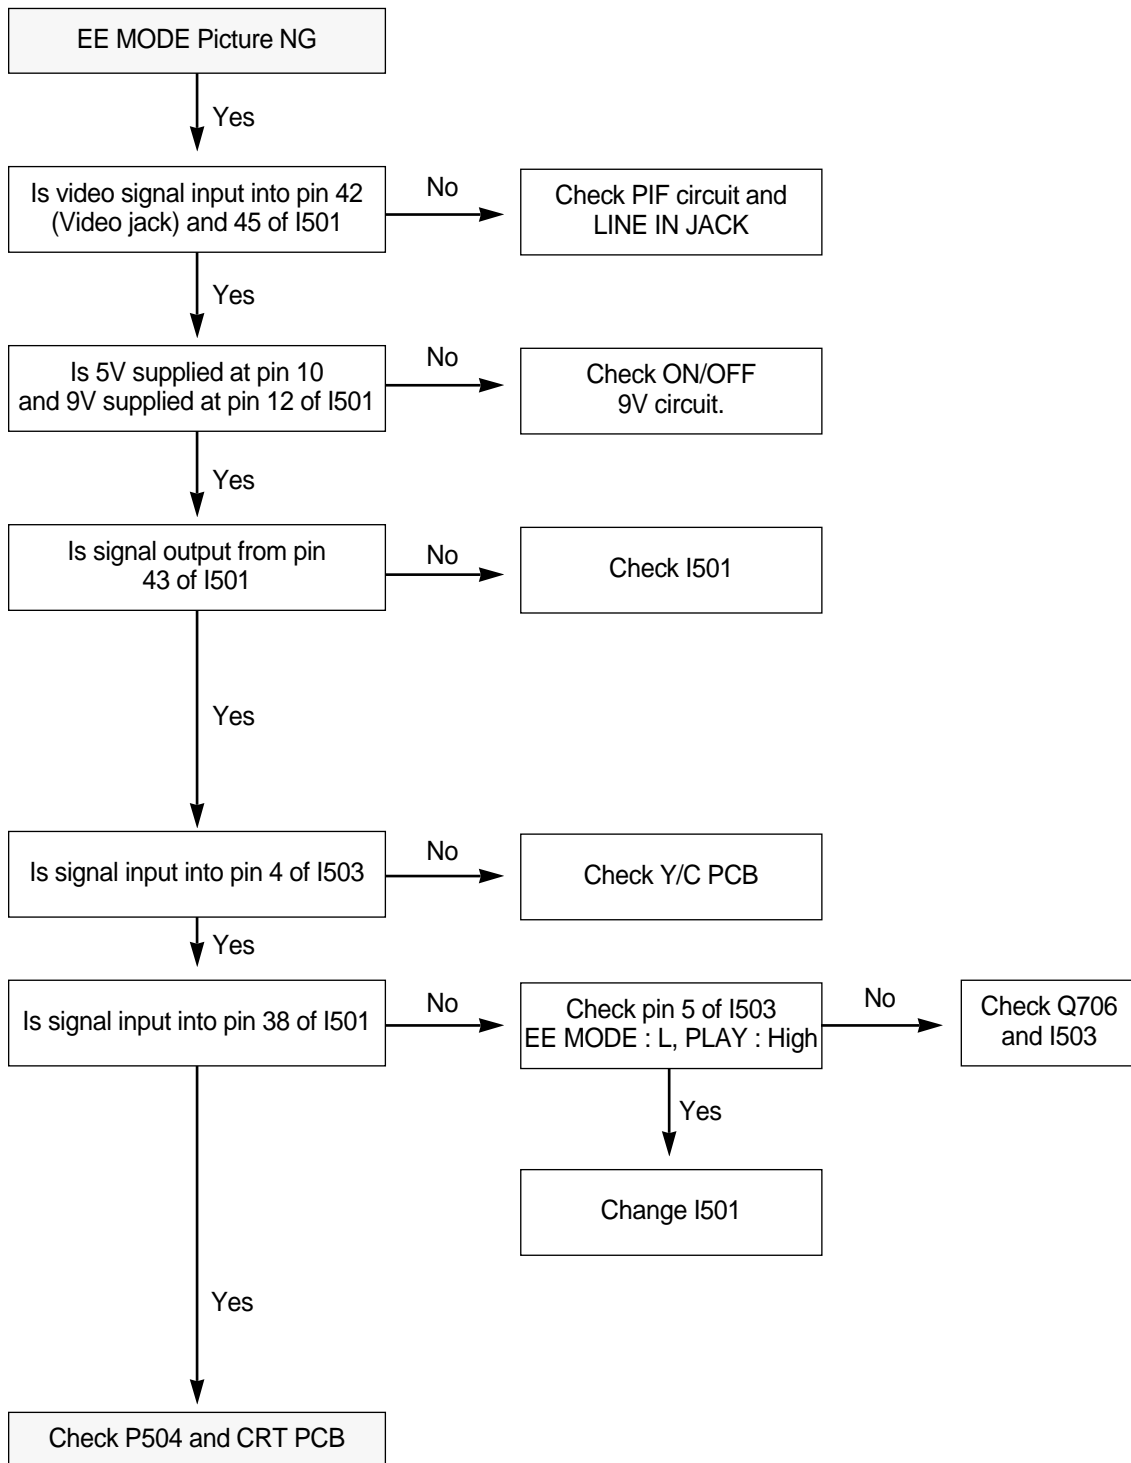 EE MODE Picture NG
Yes
Is video signal input into pin 42
(Video jack) and 45 of I501
No
Check PIF circuit and
LINE IN JACK
Yes
Is 5V supplied at pin 10
and 9V supplied at pin 12 of I501
No
Check ON/OFF
9V circuit.
Yes
Is signal output from pin
43 of I501
No
Check I501
Yes
Is signal input into pin 4 of I503
No
Check Y/C PCB
Yes
Is signal input into pin 38 of I501
No
Check pin 5 of I503
EE MODE : L, PLAY : High
No
Check Q706
and I503
Yes
Change I501
Yes
Check P504 and CRT PCB